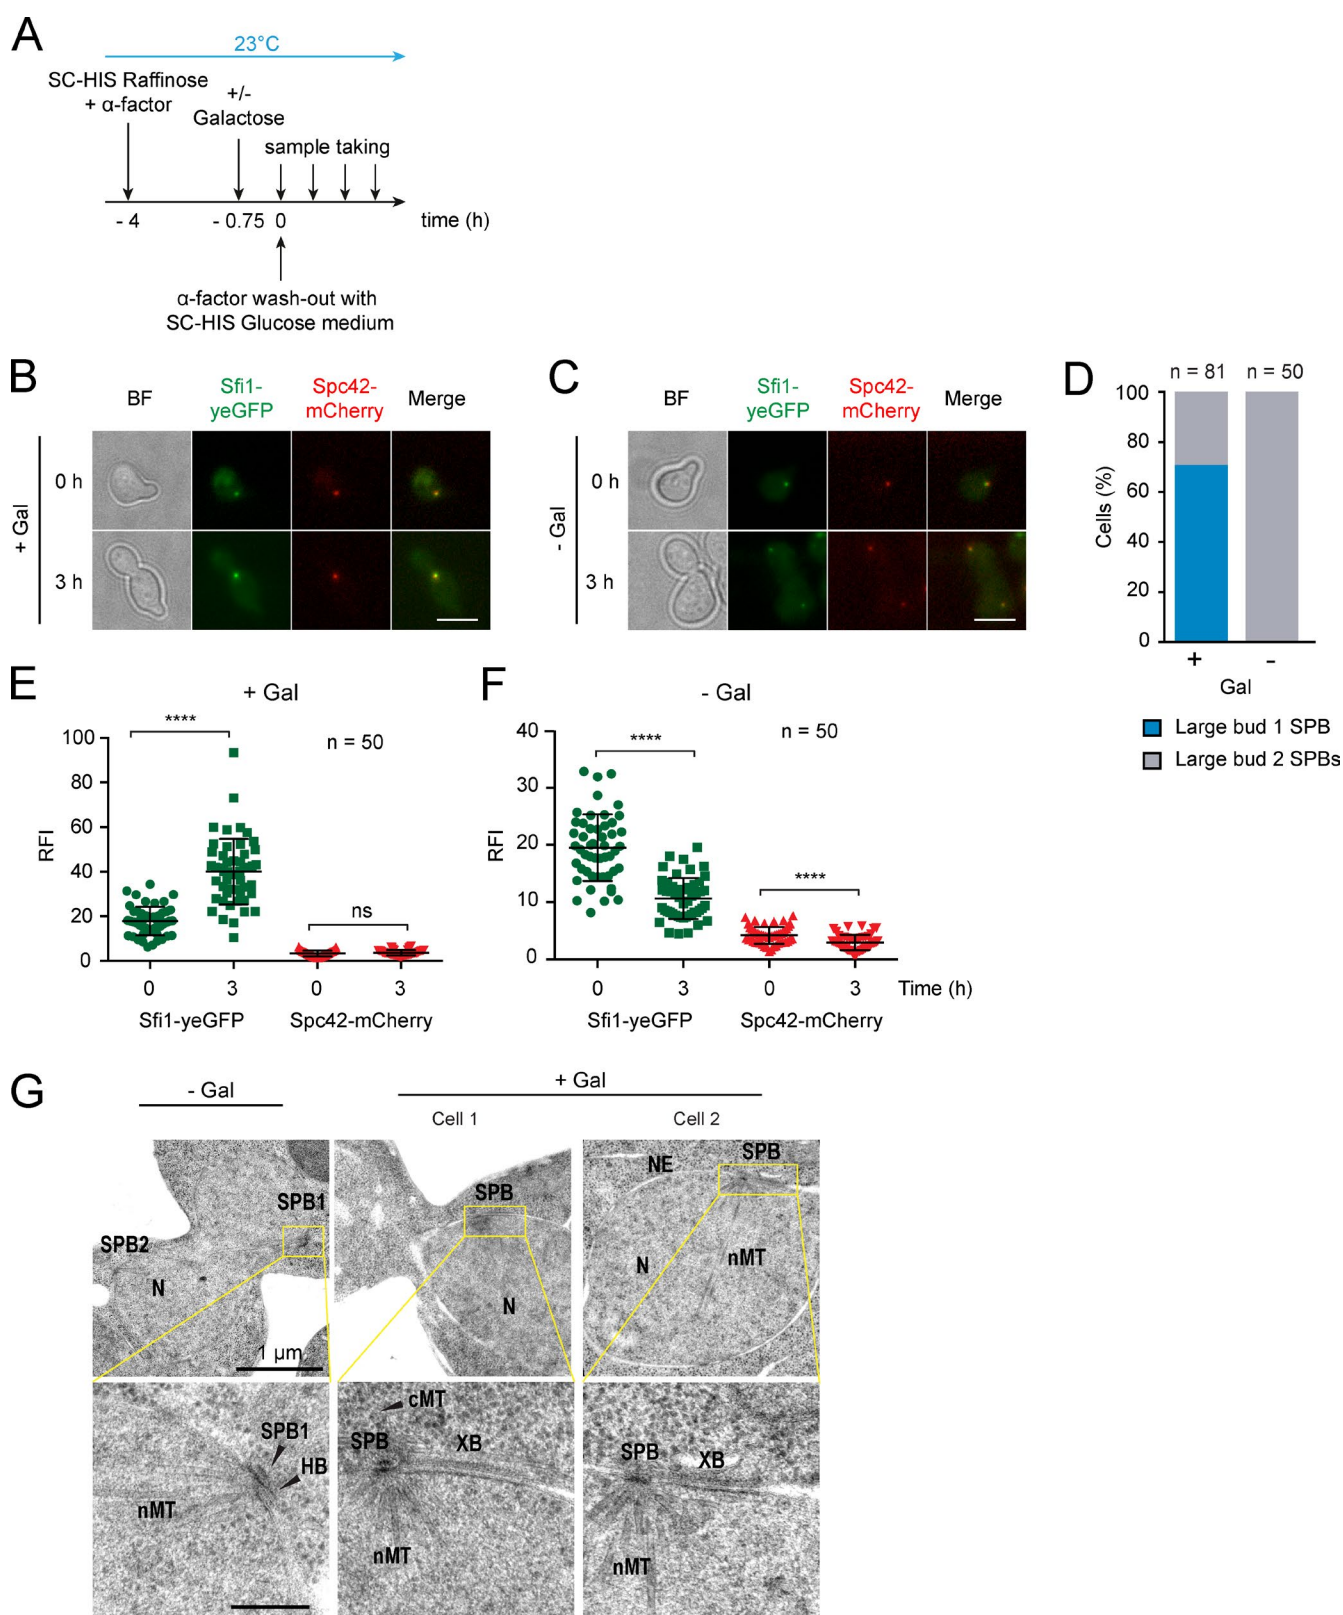 A
23°C
SC-HIS Raffinose
+ α-factor
+/-
Galactose
sample taking
- 4
- 0.75
0
time (h)
α-factor wash-out with
SC-HIS Glucose medium
B
BF
Sfi1-
yeGFP
Spc42-
mCherry
Merge
+ Gal
0 h
3 h
C
BF
Sfi1-
yeGFP
Spc42-
mCherry
Merge
- Gal
0 h
3 h
D
n = 81
n = 50
100
80
60
40
20
0
Cells (%)
+
-
Gal
Large bud 1 SPB
Large bud 2 SPBs
E
+ Gal
****
n = 50
ns
100
80
60
40
20
0
RFI
0
3
0
3
Sfi1-yeGFP
Spc42-mCherry
F
- Gal
****
n = 50
****
40
30
20
10
0
RFI
0
3
0
3
Time (h)
Sfi1-yeGFP
Spc42-mCherry
G
- Gal
+ Gal
Cell 1
Cell 2
SPB1
SPB2
N
1 µm
SPB
N
NE
SPB
N
nMT
SPB1
HB
nMT
cMT
SPB
XB
nMT
SPB
XB
nMT